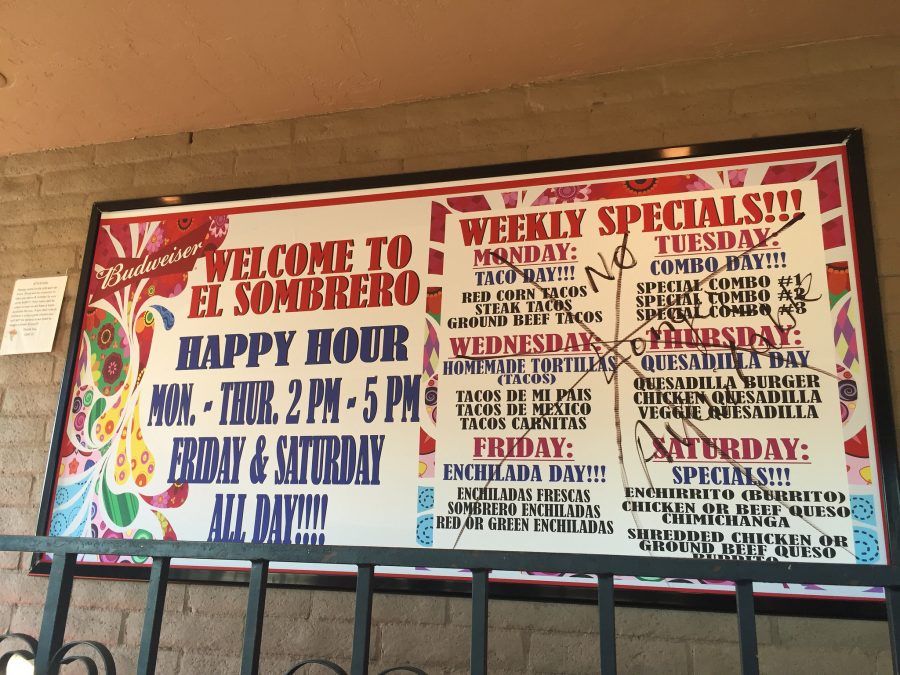 Budweiser
WELCOME TO
EL SOMBRERO
HAPPY HOUR
MON. - THUR. 2 PM - 5 PM
FRIDAY & SATURDAY
ALL DAY!!!!
WEEKLY SPECIALS!!!
MONDAY:
TACO DAY!!!
RED CORN TACOS
STEAK TACOS
GROUND BEEF TACOS
TUESDAY:
COMBO DAY!!!
SPECIAL COMBO #1
SPECIAL COMBO #2
SPECIAL COMBO #3
WEDNESDAY:
HOMEMADE TORTILLAS
(TACOS)
TACOS DE MI PAIS
TACOS DE MEXICO
TACOS CARNITAS
THURSDAY:
QUESADILLA DAY
QUESADILLA BURGER
CHICKEN QUESADILLA
VEGGIE QUESADILLA
FRIDAY:
ENCHILADA DAY!!!
ENCHILADAS FRESCAS
SOMBRERO ENCHILADAS
RED OR GREEN ENCHILADAS
SATURDAY:
SPECIALS!!!
ENCHIRRITO (BURRITO)
CHICKEN OR BEEF QUESO
CHIMICHANGA
SHREDDED CHICKEN OR
GROUND BEEF QUESO
NO